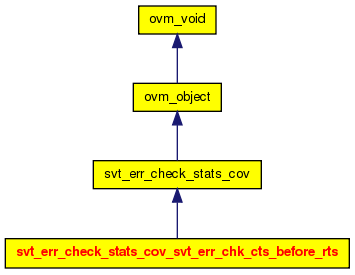 ovm_void
ovm_object
svt_err_check_stats_cov
svt_err_check_stats_cov_svt_err_chk_cts_before_rts